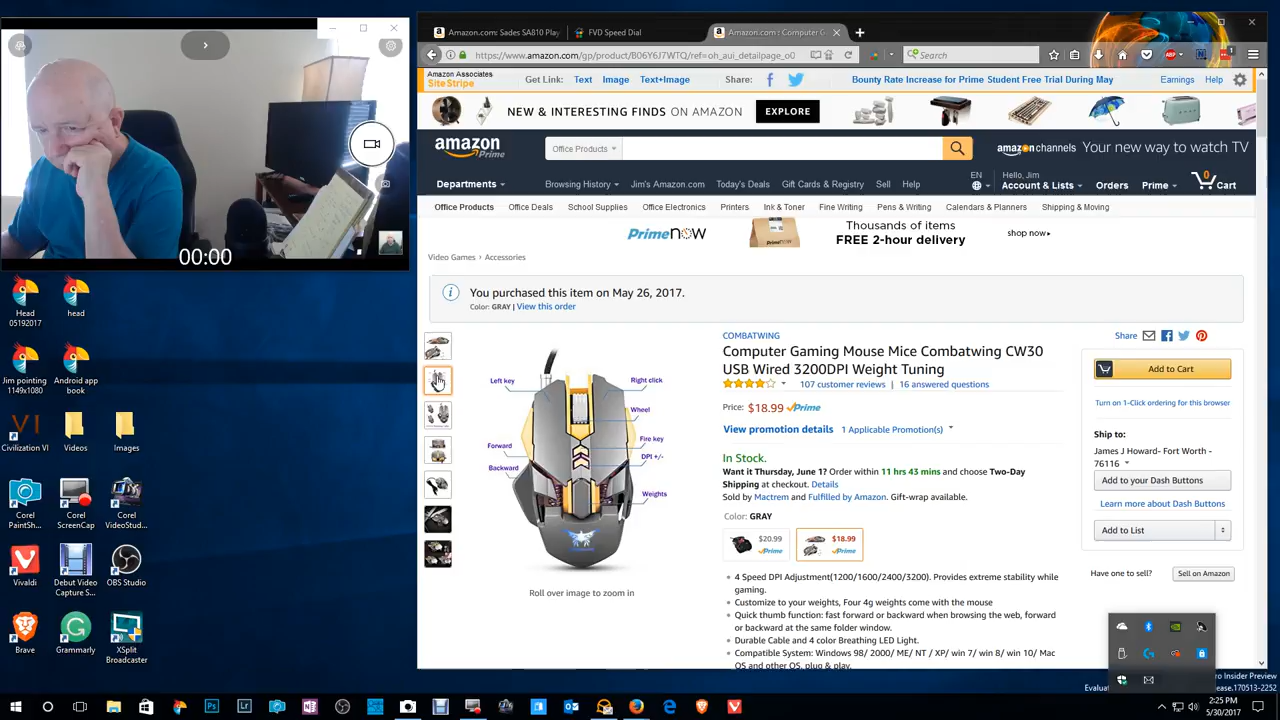 00:00
Head
05192017
head
Jim pointing
1149x1080
Android app
book
VI
Civilization VI
Videos
Images
Corel
PaintSh...
Corel
ScreenCap
Corel
VideoStud...
Vivaldi
Debut Video
Capture S...
OBS Studio
Brave
Grammarly
XSplit
Broadcaster
Amazon.com: Sades SA810 Play
FVD Speed Dial
Amazon.com : Computer G
https://www.amazon.com/gp/product/B06Y6J7WTQ/ref=oh_aui_detailpage_o0
Search
Amazon Associates
Site Stripe
Get Link: Text Image Text+Image
Share:
Bounty Rate Increase for Prime Student Free Trial During May
Earnings Help
NEW & INTERESTING FINDS ON AMAZON EXPLORE
amazon
Prime
Office Products
amazon channels Your new way to watch TV
Departments
Browsing History Jim's Amazon.com Today's Deals Gift Cards & Registry Sell Help
EN
Hello, Jim
Account & Lists
Orders Prime
0
Cart
Office Products Office Deals School Supplies Office Electronics Printers Ink & Toner Fine Writing Pens & Writing Calendars & Planners Shipping & Moving
Prime now
Thousands of items
FREE 2-hour delivery
shop now
Video Games › Accessories
You purchased this item on May 26, 2017.
Color: GRAY | View this order
Left key
Right click
Wheel
Fire key
Forward
DPI +/-
Backward
Weights
Roll over image to zoom in
COMBATWING
Computer Gaming Mouse Mice Combatwing CW30
USB Wired 3200DPI Weight Tuning
107 customer reviews | 16 answered questions
Price: $18.99 Prime
View promotion details 1 Applicable Promotion(s)
In Stock.
Want it Thursday, June 1? Order within 11 hrs 43 mins and choose Two-Day
Shipping at checkout. Details
Sold by Mactrem and Fulfilled by Amazon. Gift-wrap available.
Color: GRAY
$20.99
Prime
$18.99
Prime
• 4 Speed DPI Adjustment(1200/1600/2400/3200). Provides extreme stability while
gaming.
• Customize to your weights, Four 4g weights come with the mouse
• Quick thumb function: fast forward or backward when browsing the web, forward
or backward at the same folder window.
• Durable Cable and 4 color Breathing LED Light.
• Compatible System: Windows 98/ 2000/ ME/ NT / XP/ win 7/ win 8/ win 10/ Mac
OS and other OS, plug & play.
Share
Add to Cart
Turn on 1-Click ordering for this browser
Ship to:
James J Howard- Fort Worth -
76116
Add to your Dash Buttons
Learn more about Dash Buttons
Add to List
Have one to sell? Sell on Amazon
ro Insider Preview
Evaluat
ease.170513-2252
2:25 PM
5/30/2017